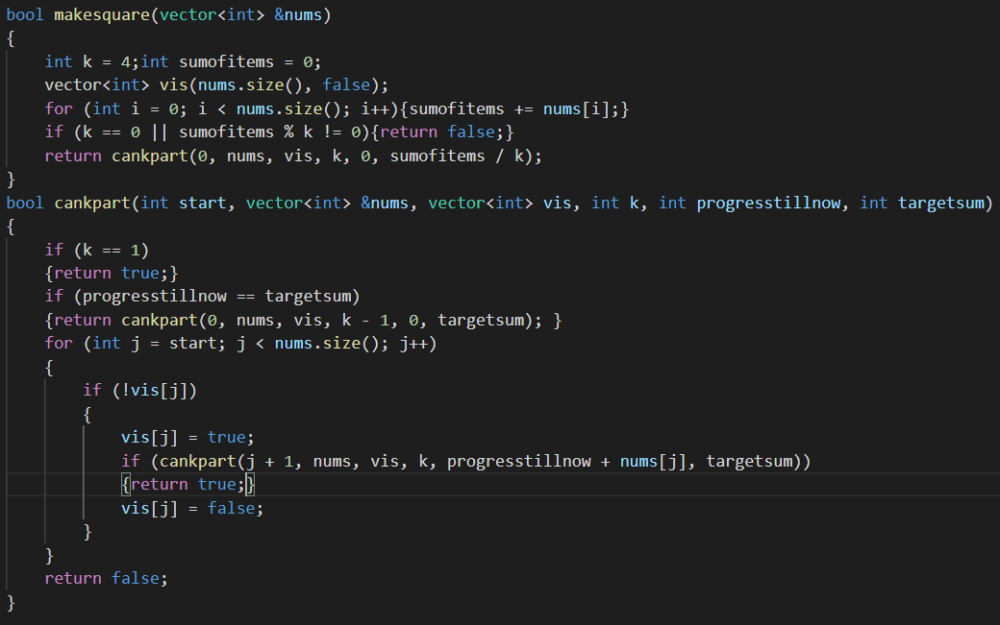 bool makesquare(vector<int> &nums)
{
    int k = 4;int sumofitems = 0;
    vector<int> vis(nums.size(), false);
    for (int i = 0; i < nums.size(); i++){sumofitems += nums[i];}
    if (k == 0 || sumofitems % k != 0){return false;}
    return cankpart(0, nums, vis, k, 0, sumofitems / k);
}
bool cankpart(int start, vector<int> &nums, vector<int> vis, int k, int progresstillnow, int targetsum)
{
    if (k == 1)
    {return true;}
    if (progresstillnow == targetsum)
    {return cankpart(0, nums, vis, k - 1, 0, targetsum); }
    for (int j = start; j < nums.size(); j++)
    {
        if (!vis[j])
        {
            vis[j] = true;
            if (cankpart(j + 1, nums, vis, k, progresstillnow + nums[j], targetsum))
            {return true;}
            vis[j] = false;
        }
    }
    return false;
}